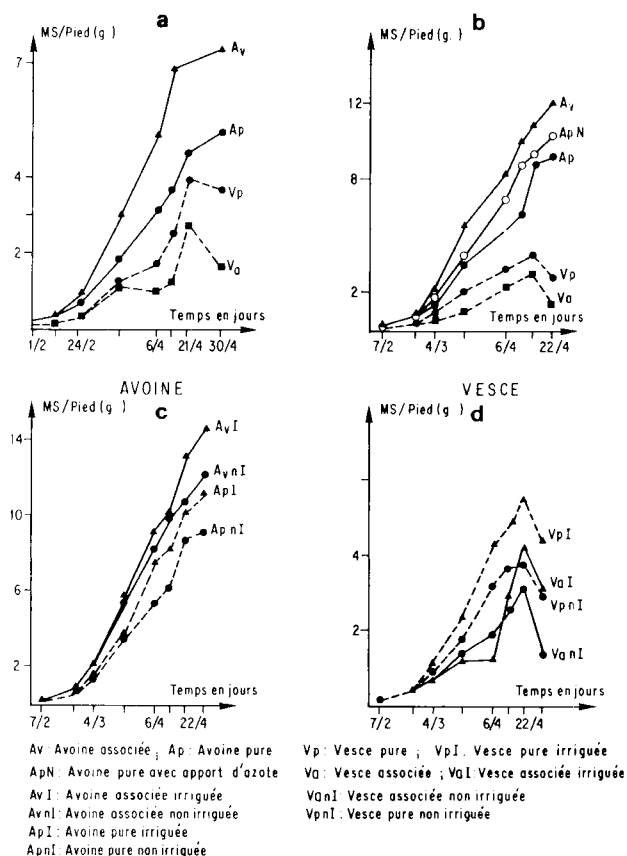 a
MS/Pied (g.)
7
4
2
Av
Ap
Vp
Va
Temps en jours
1/2 24/2 6/4 21/4 30/4
b
MS/Pied (g.)
12
8
2
Av
ApN
Ap
Vp
Va
Temps en jours
7/2 4/3 6/4 22/4
AVOINE
c
MS/Pied (g)
14
10
6
2
AvI
AvnI
ApI
ApnI
Temps en jours
7/2 4/3 6/4 22/4
VESCE
d
MS/Pied (g)
4
2
VpI
VaI
VpnI
VanI
Temps en jours
7/2 4/3 6/4 22/4
Av: Avoine associée; Ap: Avoine pure
ApN: Avoine pure avec apport d'azote
AvI: Avoine associée irriguée
AvnI: Avoine associée non irriguée
ApI: Avoine pure irriguée
ApnI: Avoine pure non irriguée
Vp: Vesce pure; VpI. Vesce pure irriguée
Va: Vesce associée; VaI: Vesce associée irriguée
VanI: Vesce associée non irriguée
VpnI: Vesce pure non irriguée